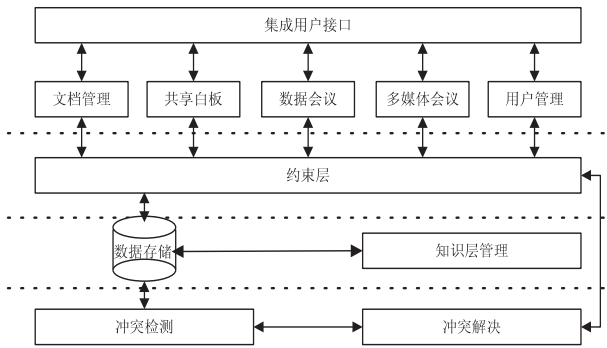 集成用户接口
文档管理
共享白板
数据会议
多媒体会议
用户管理
约束层
数据存储
知识层管理
冲突检测
冲突解决